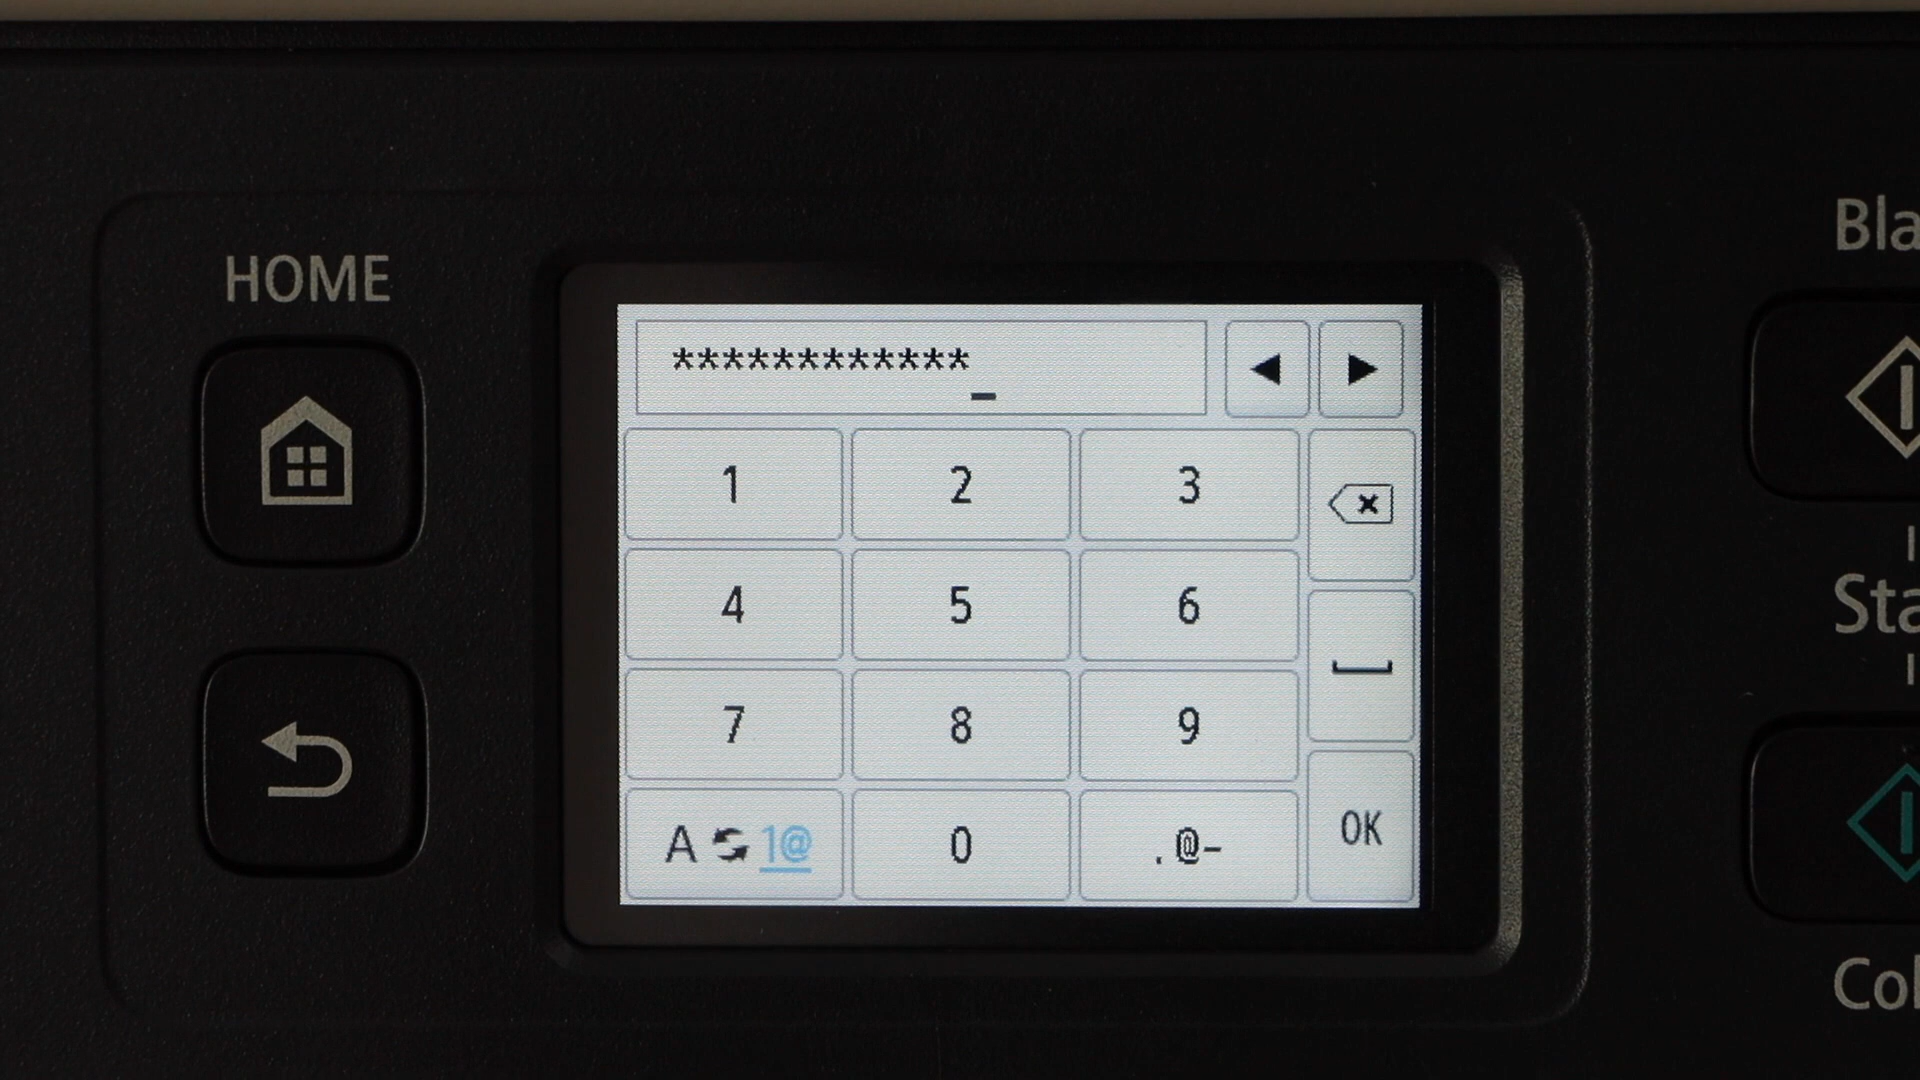 HOME
************_
1 2 3
4 5 6
7 8 9
A 1@ 0 .@- OK
Bla
Sta
Col